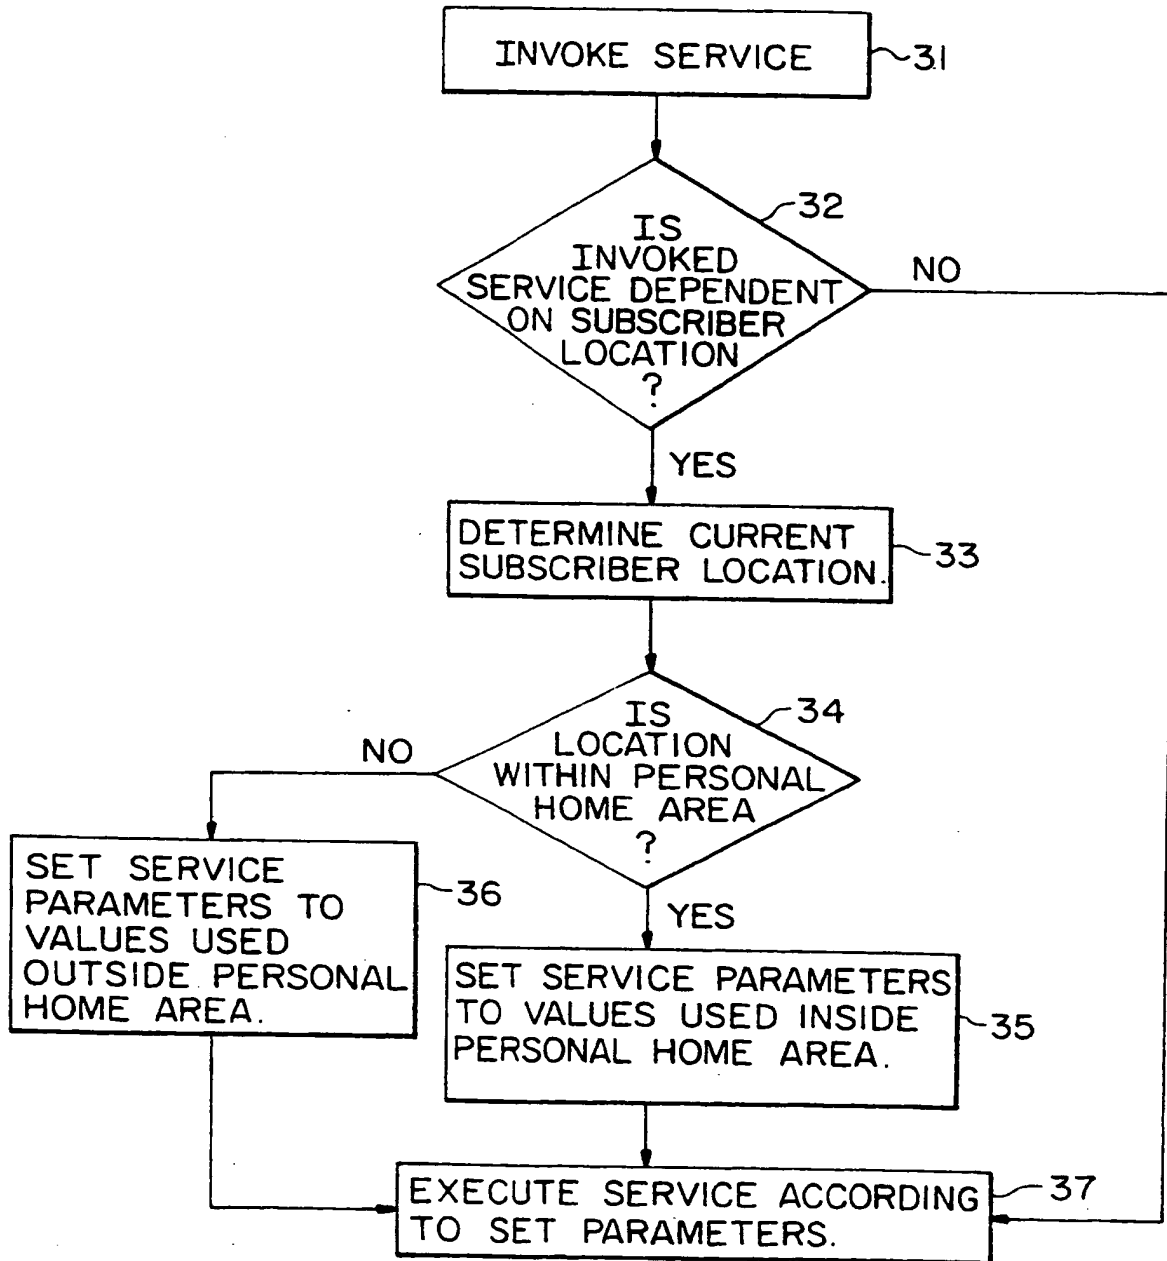 INVOKE SERVICE
31
32
IS
INVOKED
SERVICE DEPENDENT
ON SUBSCRIBER
LOCATION
?
NO
YES
DETERMINE CURRENT
SUBSCRIBER LOCATION.
33
34
IS
LOCATION
WITHIN PERSONAL
HOME AREA
?
NO
YES
SET SERVICE
PARAMETERS TO
VALUES USED
OUTSIDE PERSONAL
HOME AREA.
36
SET SERVICE PARAMETERS
TO VALUES USED INSIDE
PERSONAL HOME AREA.
35
EXECUTE SERVICE ACCORDING
TO SET PARAMETERS.
37